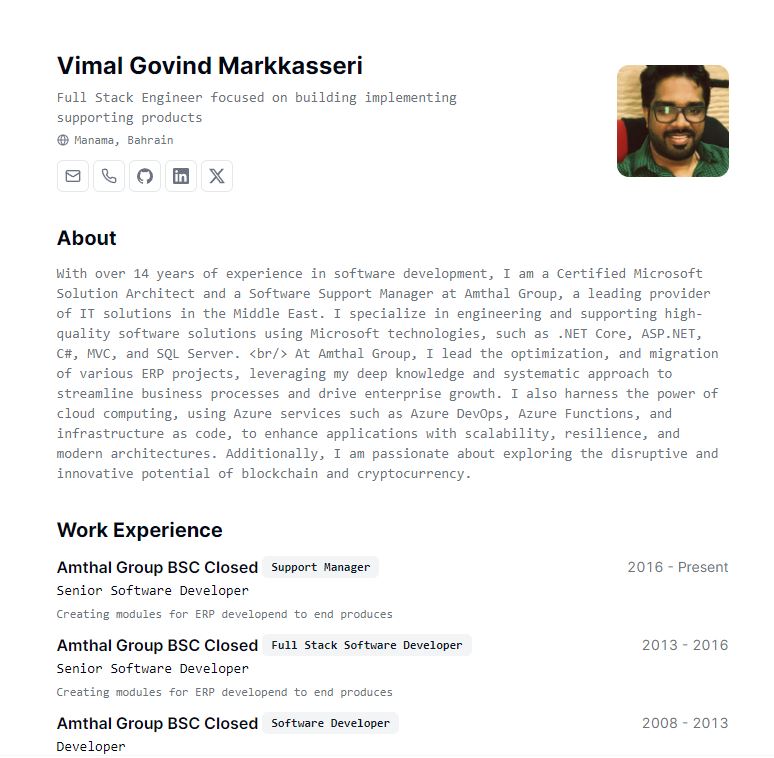 Vimal Govind Markkasseri
Full Stack Engineer focused on building implementing
supporting products
Manama, Bahrain
About
With over 14 years of experience in software development, I am a Certified Microsoft
Solution Architect and a Software Support Manager at Amthal Group, a leading provider
of IT solutions in the Middle East. I specialize in engineering and supporting high-
quality software solutions using Microsoft technologies, such as .NET Core, ASP.NET,
C#, MVC, and SQL Server. <br/> At Amthal Group, I lead the optimization, and migration
of various ERP projects, leveraging my deep knowledge and systematic approach to
streamline business processes and drive enterprise growth. I also harness the power of
cloud computing, using Azure services such as Azure DevOps, Azure Functions, and
infrastructure as code, to enhance applications with scalability, resilience, and
modern architectures. Additionally, I am passionate about exploring the disruptive and
innovative potential of blockchain and cryptocurrency.
Work Experience
Amthal Group BSC Closed Support Manager 2016 - Present
Senior Software Developer
Creating modules for ERP developend to end produces
Amthal Group BSC Closed Full Stack Software Developer 2013 - 2016
Senior Software Developer
Creating modules for ERP developend to end produces
Amthal Group BSC Closed Software Developer 2008 - 2013
Developer